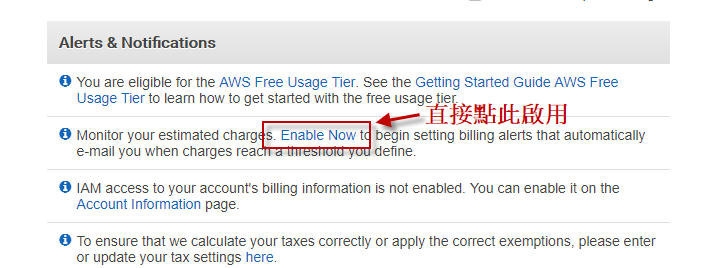 Alerts & Notifications
You are eligible for the AWS Free Usage Tier. See the Getting Started Guide AWS Free
Usage Tier to learn how to get started with the free usage tier.
直接點此啟用
Monitor your estimated charges. Enable Now to begin setting billing alerts that automatically
e-mail you when charges reach a threshold you define.
IAM access to your account's billing information is not enabled. You can enable it on the
Account Information page.
To ensure that we calculate your taxes correctly or apply the correct exemptions, please enter
or update your tax settings here.